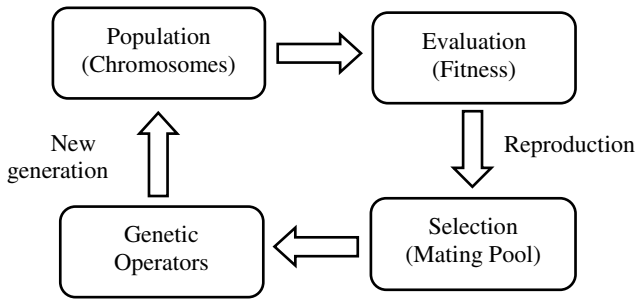 Population
(Chromosomes)
Evaluation
(Fitness)
New
generation
Reproduction
Genetic
Operators
Selection
(Mating Pool)